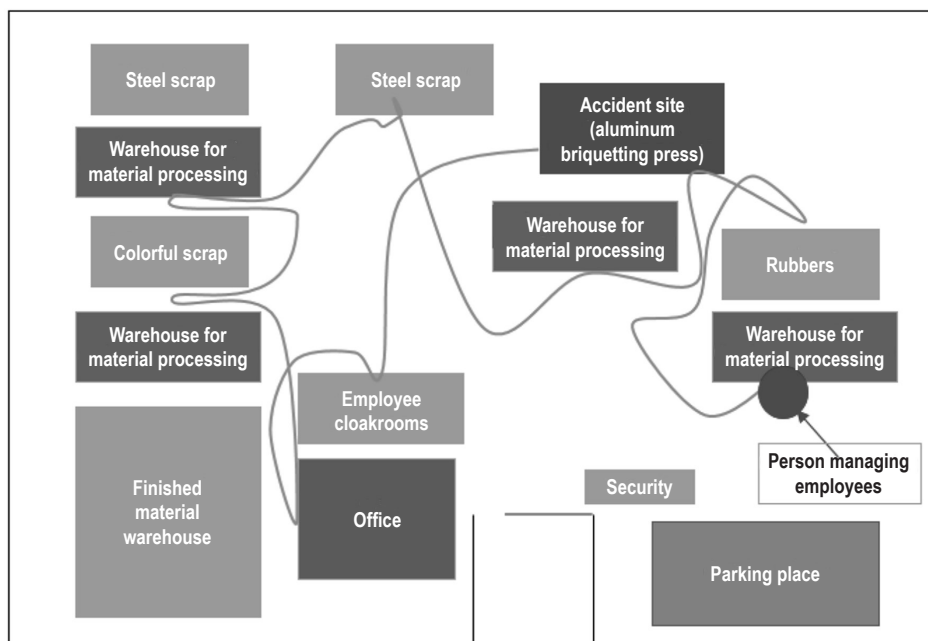 Steel scrap
Steel scrap
Accident site
(aluminum
briquetting press)
Warehouse for
material processing
Warehouse for
material processing
Colorful scrap
Rubbers
Warehouse for
material processing
Warehouse for
material processing
Employee
cloakrooms
Person managing
employees
Finished
material
warehouse
Office
Security
Parking place